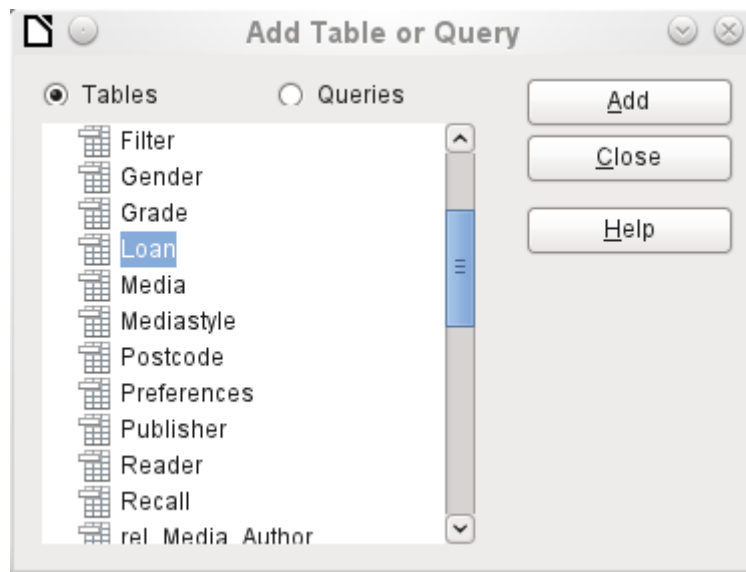 Add Table or Query
Tables
Queries
Add
Close
Help
Filter
Gender
Grade
Loan
Media
Mediastyle
Postcode
Preferences
Publisher
Reader
Recall
rel_Media_Author